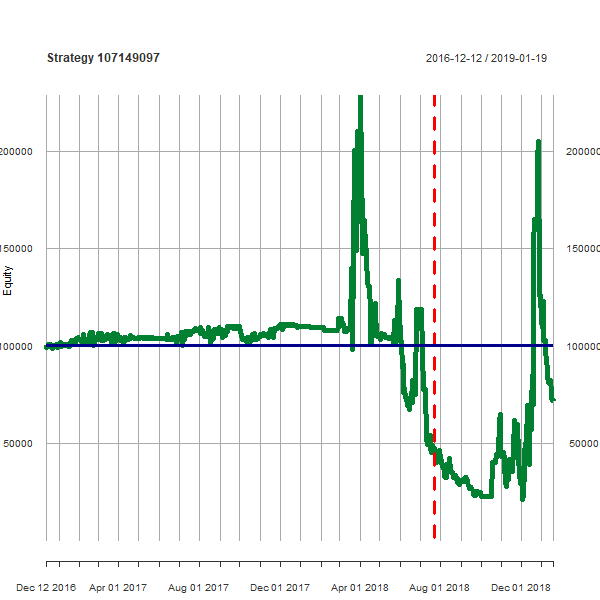 Strategy 107149097
2016-12-12 / 2019-01-19
200000 200000
150000 150000
Equity
100000 100000
50000 50000
Dec 12 2016 Apr 01 2017 Aug 01 2017 Dec 01 2017 Apr 01 2018 Aug 01 2018 Dec 01 2018